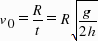 v₀ = R/t = R√(g/2h)